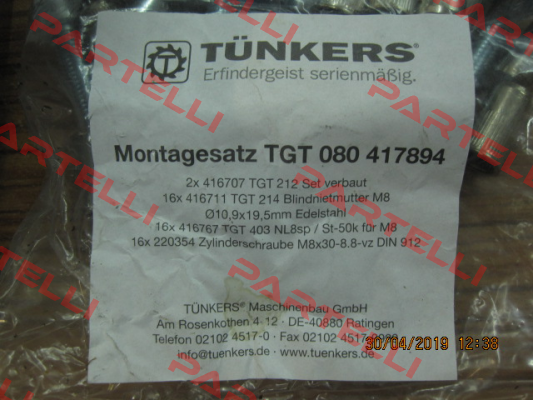 TÜNKERS®
Erfindergeist serienmäßig.
Montagesatz TGT 080 417894
2x 416707 TGT 212 Set verbaut
16x 416711 TGT 214 Blindnietmutter M8
Ø10,9x19,5mm Edelstahl
16x 416767 TGT 403 NL8sp / St-50k für M8
16x 220354 Zylinderschraube M8x30-8.8-vz DIN 912
TÜNKERS® Maschinenbau GmbH
Am Rosenkothen 4-12 · DE-40880 Ratingen
Telefon 02102 4517-0 · Fax 02102 4517-
info@tuenkers.de · www.tuenkers.de
30/04/2019 12:38
PARTELLI
PARTELLI
PARTELLI
PARTELLI
PARTELLI